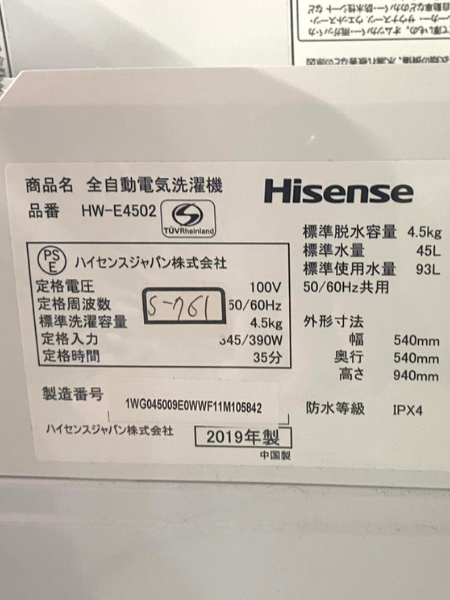 商品名 全自動電気洗濯機
Hisense
品番 HW-E4502
TÜVRheinland
PS
E
ハイセンスジャパン株式会社
定格電圧 100V
定格周波数 50/60Hz
標準洗濯容量 4.5kg
定格入力 345/390W
定格時間 35分
S-761
標準脱水容量 4.5kg
標準水量 45L
標準使用水量 93L
50/60Hz共用
外形寸法
幅 540mm
奥行 540mm
高さ 940mm
防水等級 IPX4
製造番号
1WG045009E0WWF11M105842
ハイセンスジャパン株式会社
2019年製
中国製